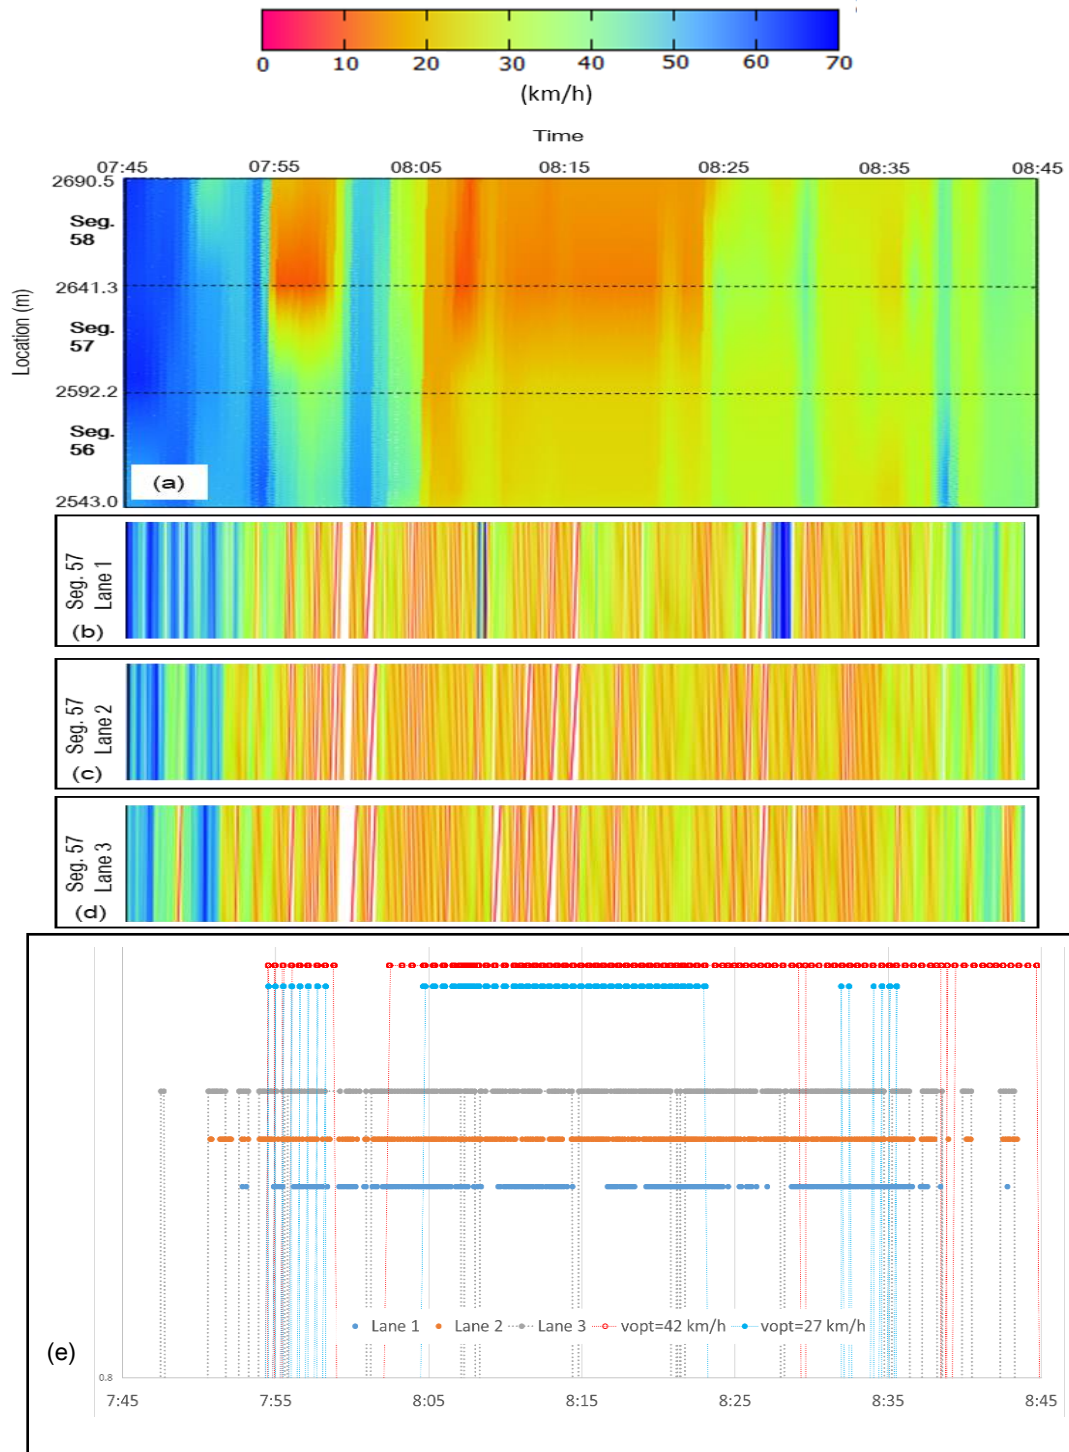 0 10 20 30 40 50 60 70
(km/h)
Time
07:45 07:55 08:05 08:15 08:25 08:35 08:45
2690.5
Seg.
58
2641.3
Location (m)
Seg.
57
2592.2
Seg.
56
(a)
2543.0
Seg. 57
Lane 1
(b)
Seg. 57
Lane 2
(c)
Seg. 57
Lane 3
(d)
Lane 1 Lane 2 Lane 3 vopt=42 km/h vopt=27 km/h
(e)
0.8
7:45 7:55 8:05 8:15 8:25 8:35 8:45